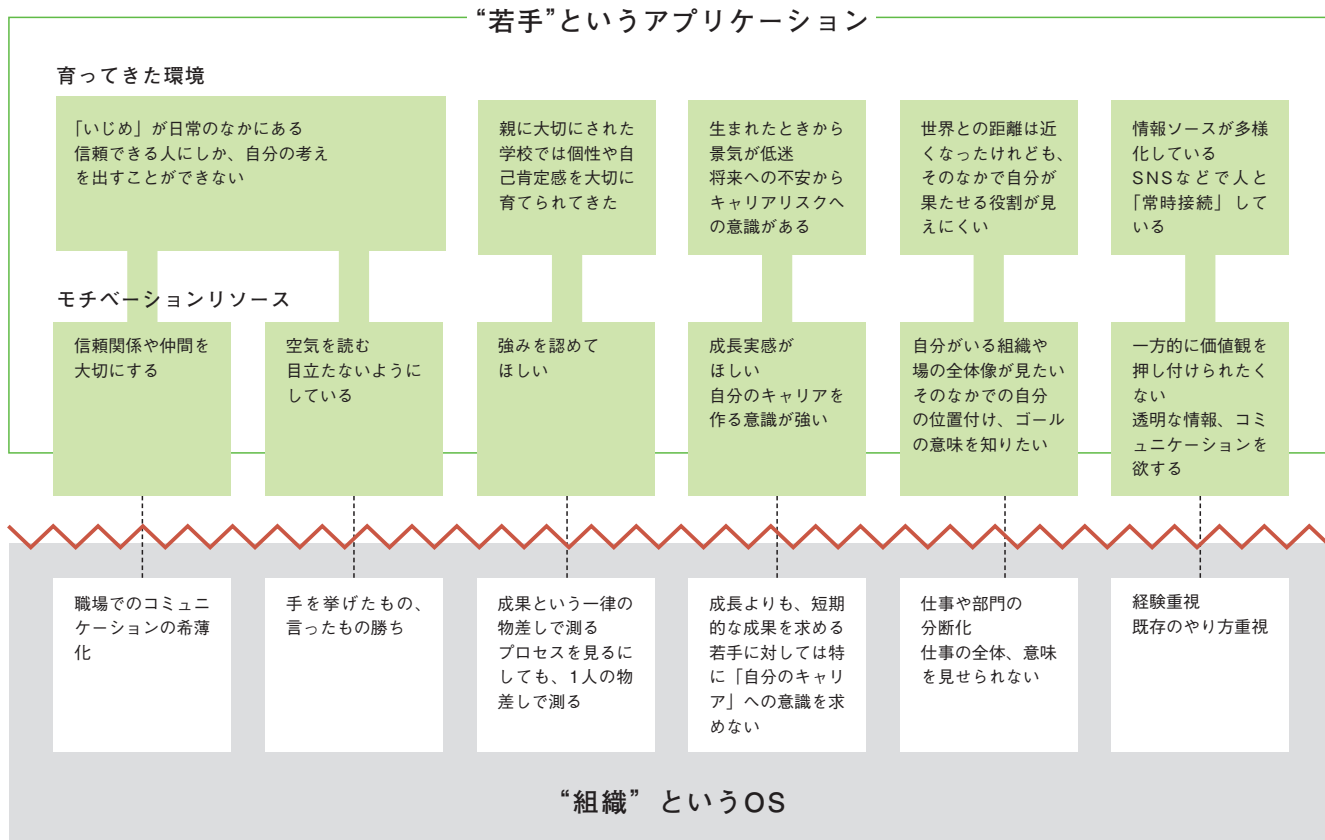 “若手”というアプリケーション
育ってきた環境
「いじめ」が日常のなかにある
信頼できる人にしか、自分の考え
を出すことができない
親に大切にされた
学校では個性や自
己肯定感を大切に
育てられてきた
生まれたときから
景気が低迷
将来への不安から
キャリアリスクへ
の意識がある
世界との距離は近
くなったけれども、
そのなかで自分が
果たせる役割が見
えにくい
情報ソースが多様
化している
SNSなどで人と
「常時接続」して
いる
モチベーションリソース
信頼関係や仲間を
大切にする
空気を読む
目立たないように
している
強みを認めて
ほしい
成長実感が
ほしい
自分のキャリアを
作る意識が強い
自分がいる組織や
場の全体像が見たい
そのなかでの自分
の位置付け、ゴール
の意味を知りたい
一方的に価値観を
押し付けられたく
ない
透明な情報、コミ
ュニケーションを
欲する
職場でのコミュニ
ケーションの希薄
化
手を挙げたもの、
言ったもの勝ち
成果という一律の
物差しで測る
プロセスを見るに
しても、1人の物
差しで測る
成長よりも、短期
的な成果を求める
若手に対しては特
に「自分のキャリ
ア」への意識を求
めない
仕事や部門の
分断化
仕事の全体、意味
を見せられない
経験重視
既存のやり方重視
“組織” というOS